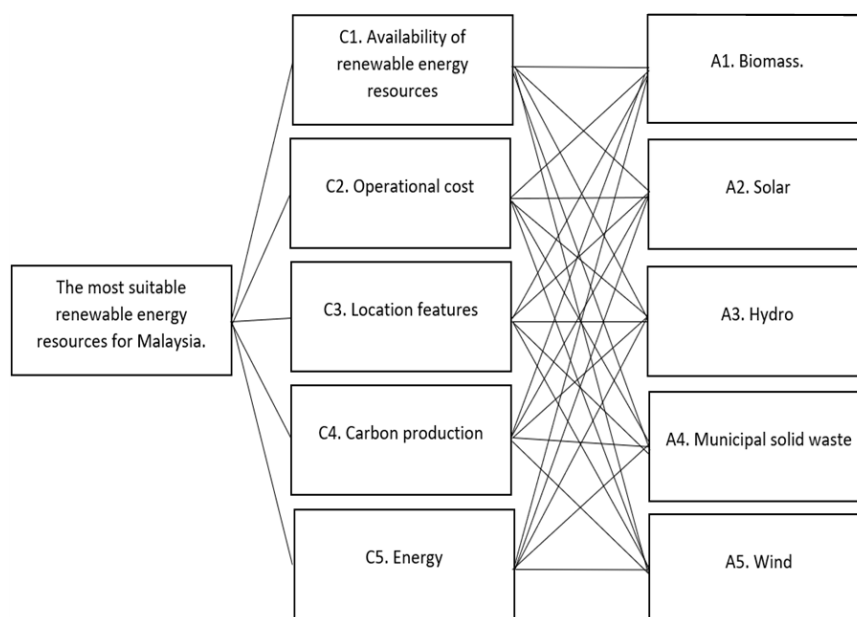 The most suitable
renewable energy
resources for Malaysia.
C1. Availability of
renewable energy
resources
C2. Operational cost
C3. Location features
C4. Carbon production
C5. Energy
A1. Biomass.
A2. Solar
A3. Hydro
A4. Municipal solid waste
A5. Wind